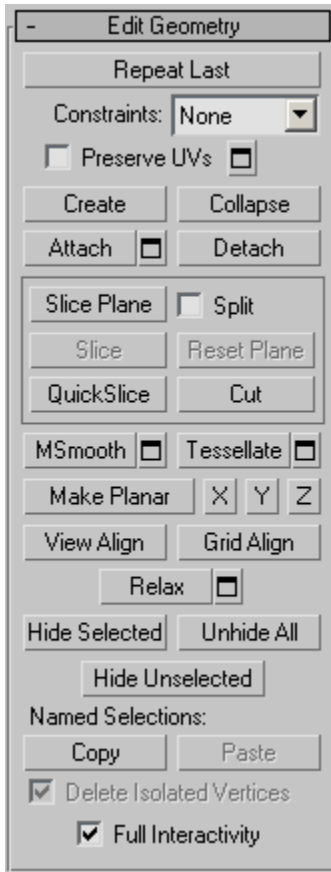 - Edit Geometry
Repeat Last
Constraints: None
Preserve UVs
Create Collapse
Attach Detach
Slice Plane Split
Slice Reset Plane
QuickSlice Cut
MSmooth Tessellate
Make Planar X Y Z
View Align Grid Align
Relax
Hide Selected Unhide All
Hide Unselected
Named Selections:
Copy Paste
Delete Isolated Vertices
Full Interactivity